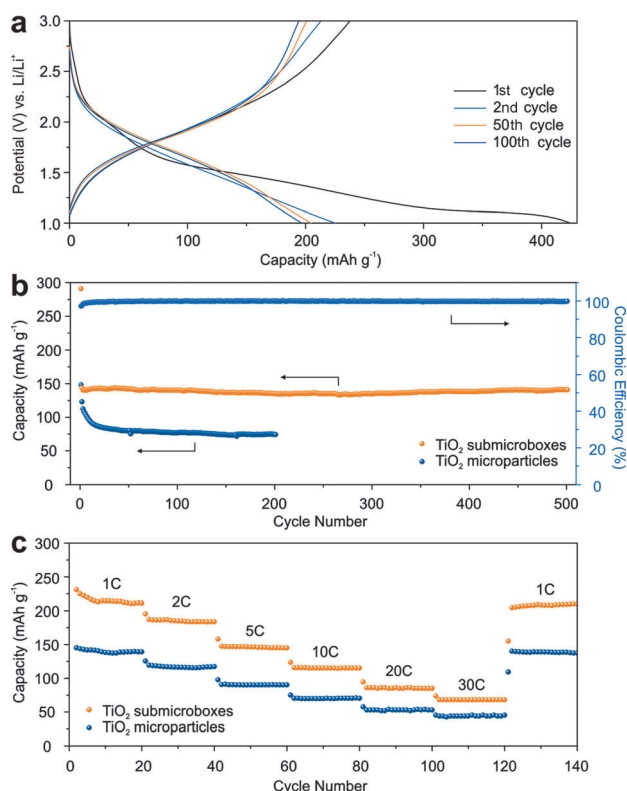 a
3.0
2.5
2.0
1.5
1.0
Potential (V) vs. Li/Li⁺
1st cycle
2nd cycle
50th cycle
100th cycle
0 100 200 300 400
Capacity (mAh g⁻¹)
b
300
250
200
150
100
75
50
0
Capacity (mAh g⁻¹)
100
80
60
40
20
0
Coulombic Efficiency (%)
TiO₂ submicroboxes
TiO₂ microparticles
0 100 200 300 400 500
Cycle Number
c
300
250
200
150
100
50
0
Capacity (mAh g⁻¹)
1C 2C 5C 10C 20C 30C 1C
TiO₂ submicroboxes
TiO₂ microparticles
0 20 40 60 80 100 120 140
Cycle Number